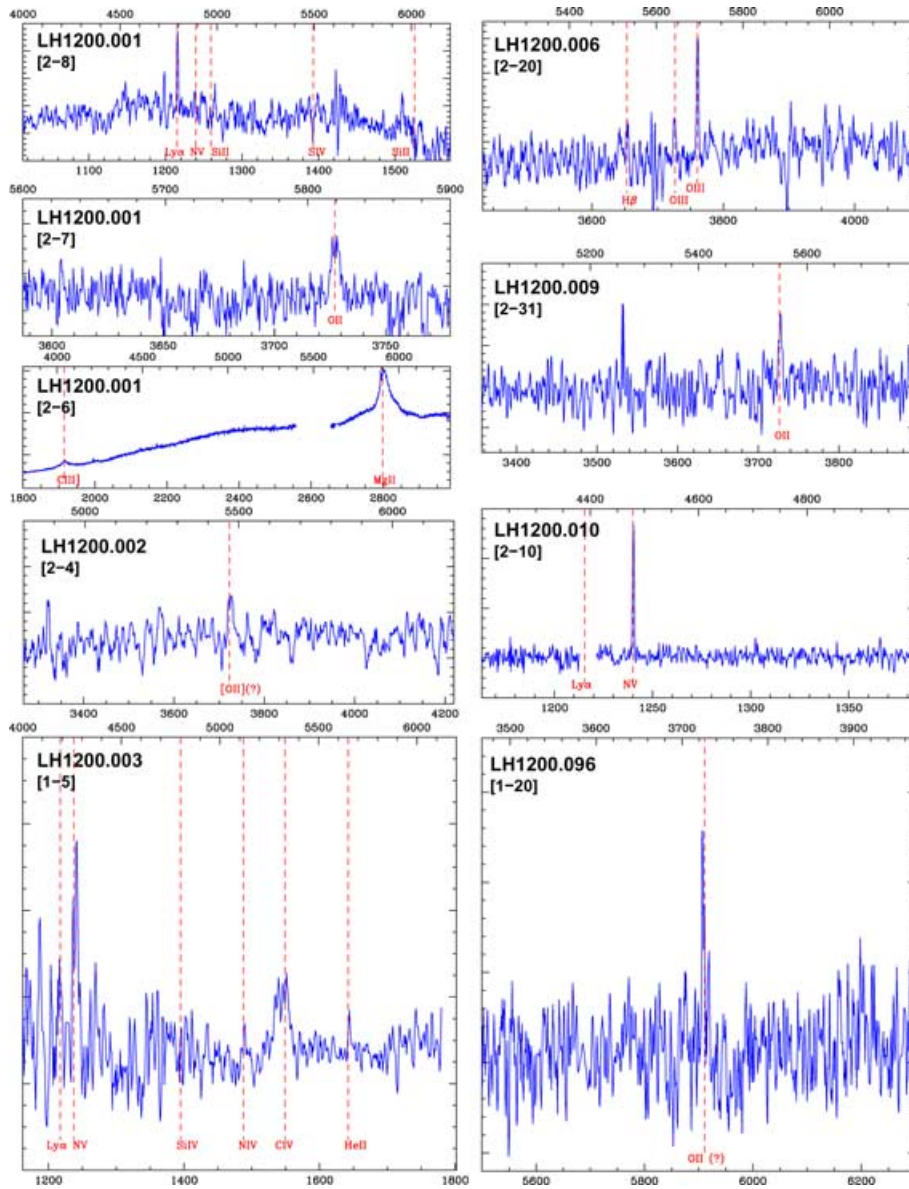 4000 4500 5000 5500 6000
LH1200.001
[2-8]
Lyα NV SiII SIV SiII
1100 1200 1300 1400 1500
5600 5700 5800 5900
LH1200.001
[2-7]
OII
3600 3650 3700 3750
4000 4500 5000 5500 6000
LH1200.001
[2-6]
CIII] MgII
1800 2000 2200 2400 2600 2800
5000 5500 6000
LH1200.002
[2-4]
[OII](?)
3400 3600 3800 4000 4200
4000 4500 5000 5500 6000
LH1200.003
[1-5]
Lyα NV SiIV NIV CIV HeII
1200 1400 1600 1800
5400 5600 5800 6000
LH1200.006
[2-20]
Hβ OIII OIII
3600 3800 4000
5200 5400 5600
LH1200.009
[2-31]
OII
3400 3500 3600 3700 3800
4400 4600 4800
LH1200.010
[2-10]
Lyα NV
1200 1250 1300 1350
3500 3600 3700 3800 3900
LH1200.096
[1-20]
OII (?)
5600 5800 6000 6200